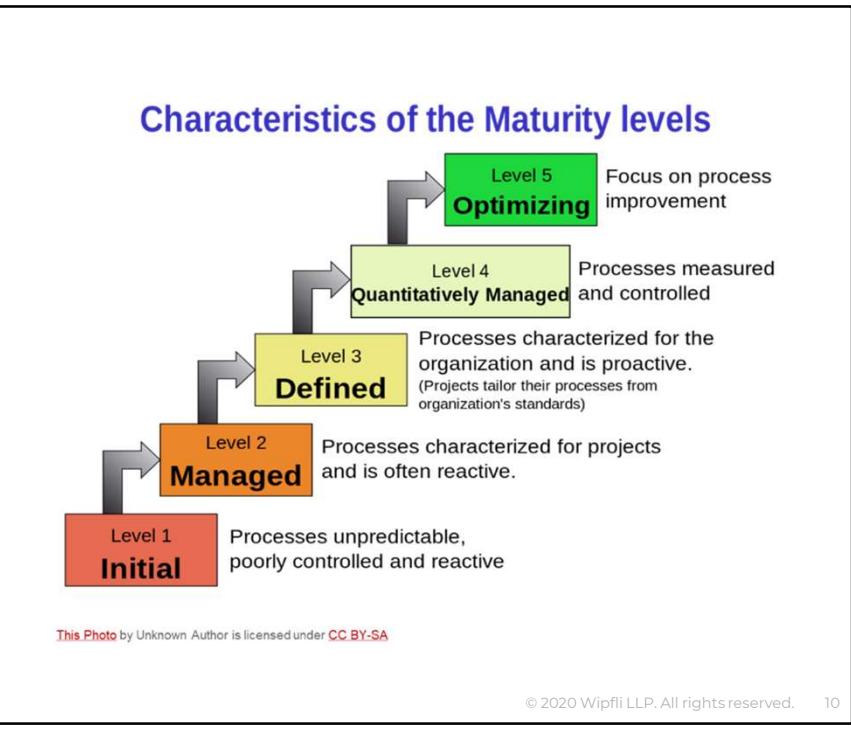 Characteristics of the Maturity levels
Level 5
Optimizing
Focus on process
improvement
Level 4
Quantitatively Managed
Processes measured
and controlled
Level 3
Defined
Processes characterized for the
organization and is proactive.
(Projects tailor their processes from
organization's standards)
Level 2
Managed
Processes characterized for projects
and is often reactive.
Level 1
Initial
Processes unpredictable,
poorly controlled and reactive
This Photo by Unknown Author is licensed under CC BY-SA
© 2020 Wipfli LLP. All rights reserved. 10